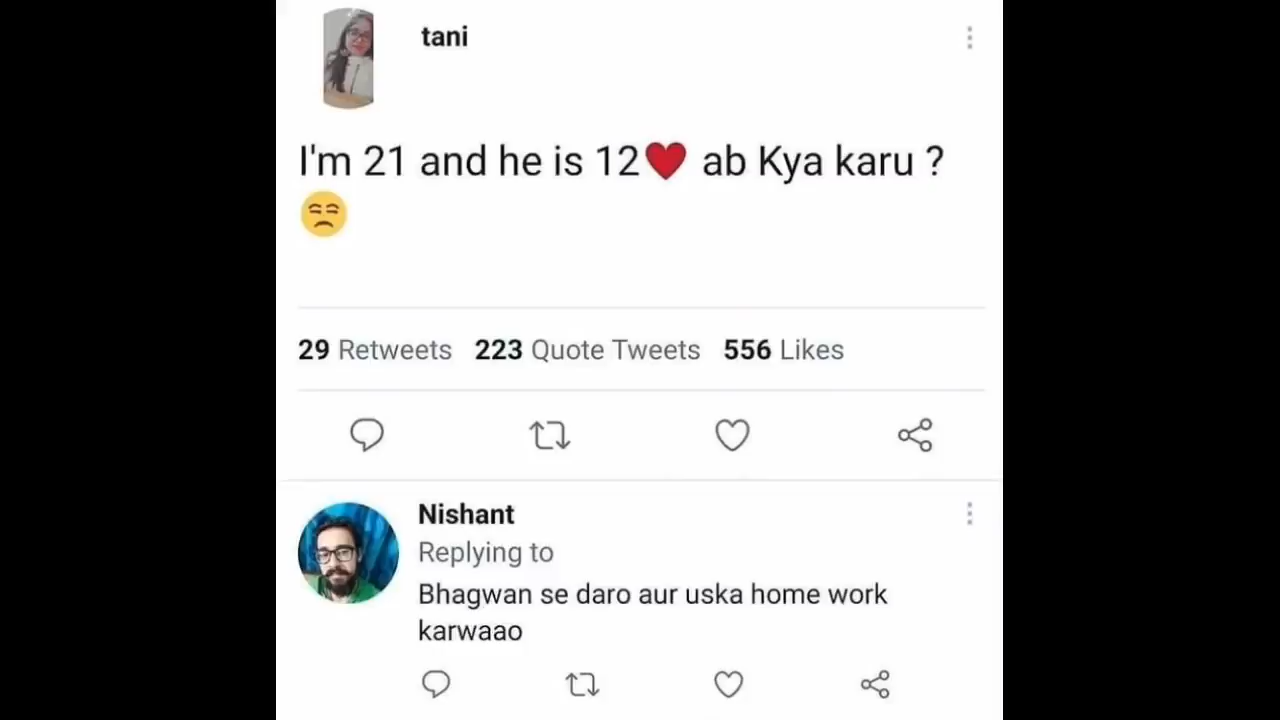 tani
I'm 21 and he is 12❤️ ab Kya karu ?
😒
29 Retweets 223 Quote Tweets 556 Likes
Nishant
Replying to
Bhagwan se daro aur uska home work
karwaao